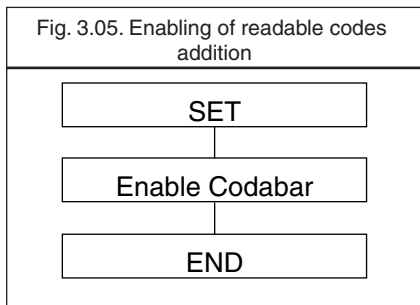 Fig. 3.05. Enabling of readable codes
addition
SET
Enable Codabar
END